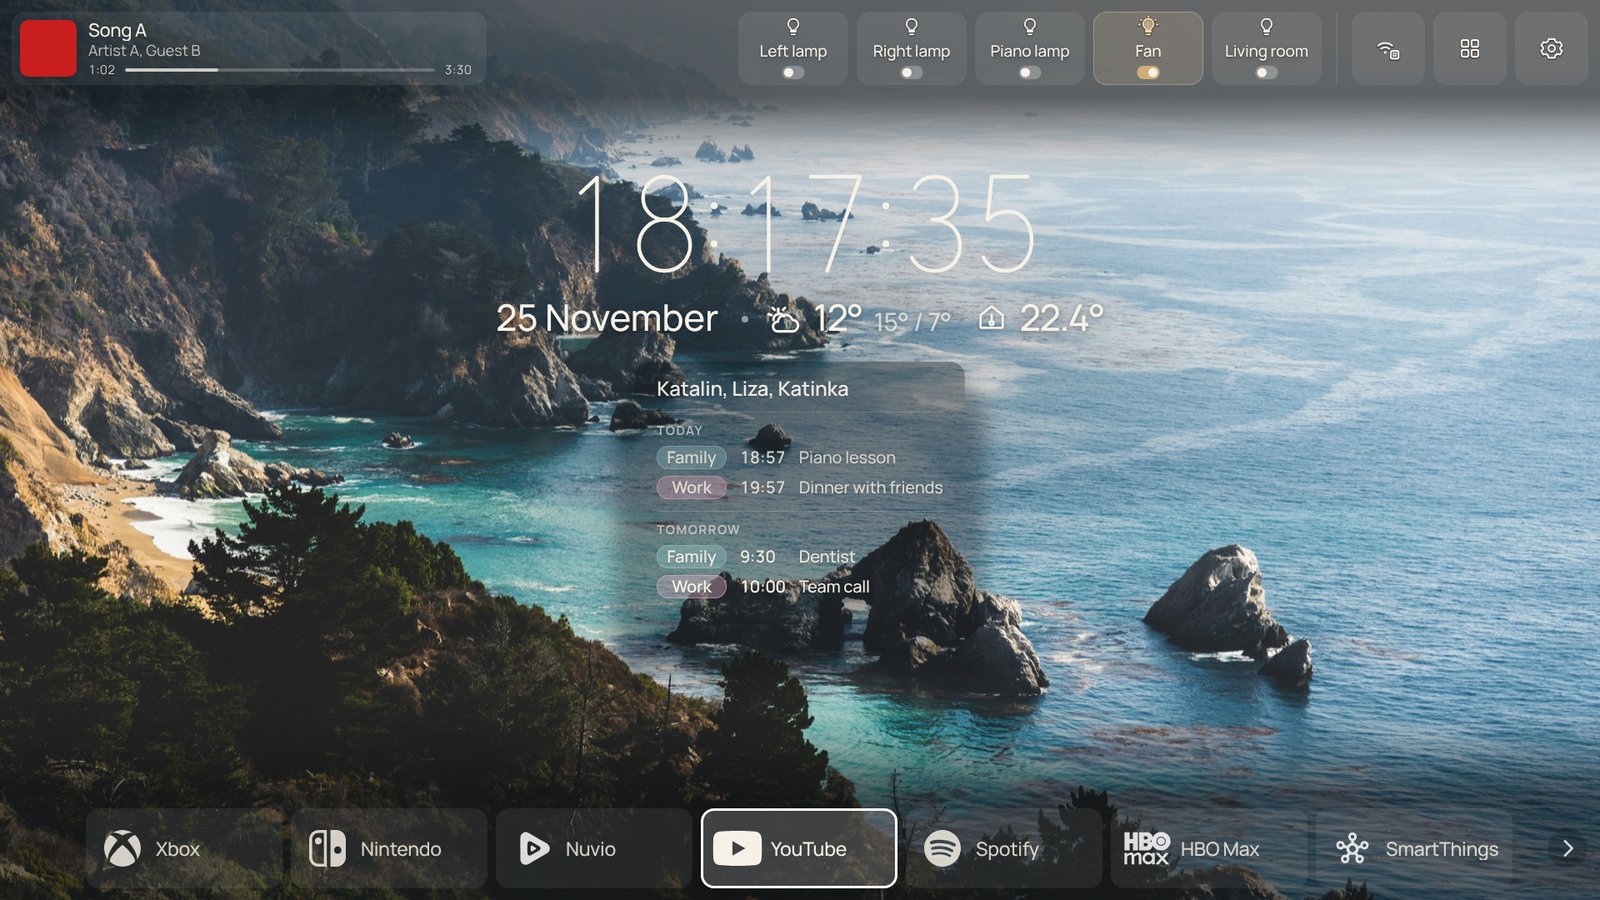 Song A
Artist A, Guest B
1:02 3:30
Left lamp
Right lamp
Piano lamp
Fan
Living room
18:17:35
25 November • 12° 15° / 7° 22.4°
Katalin, Liza, Katinka
TODAY
Family 18:57 Piano lesson
Work 19:57 Dinner with friends
TOMORROW
Family 9:30 Dentist
Work 10:00 Team call
Xbox
Nintendo
Nuvio
YouTube
Spotify
HBO max HBO Max
SmartThings